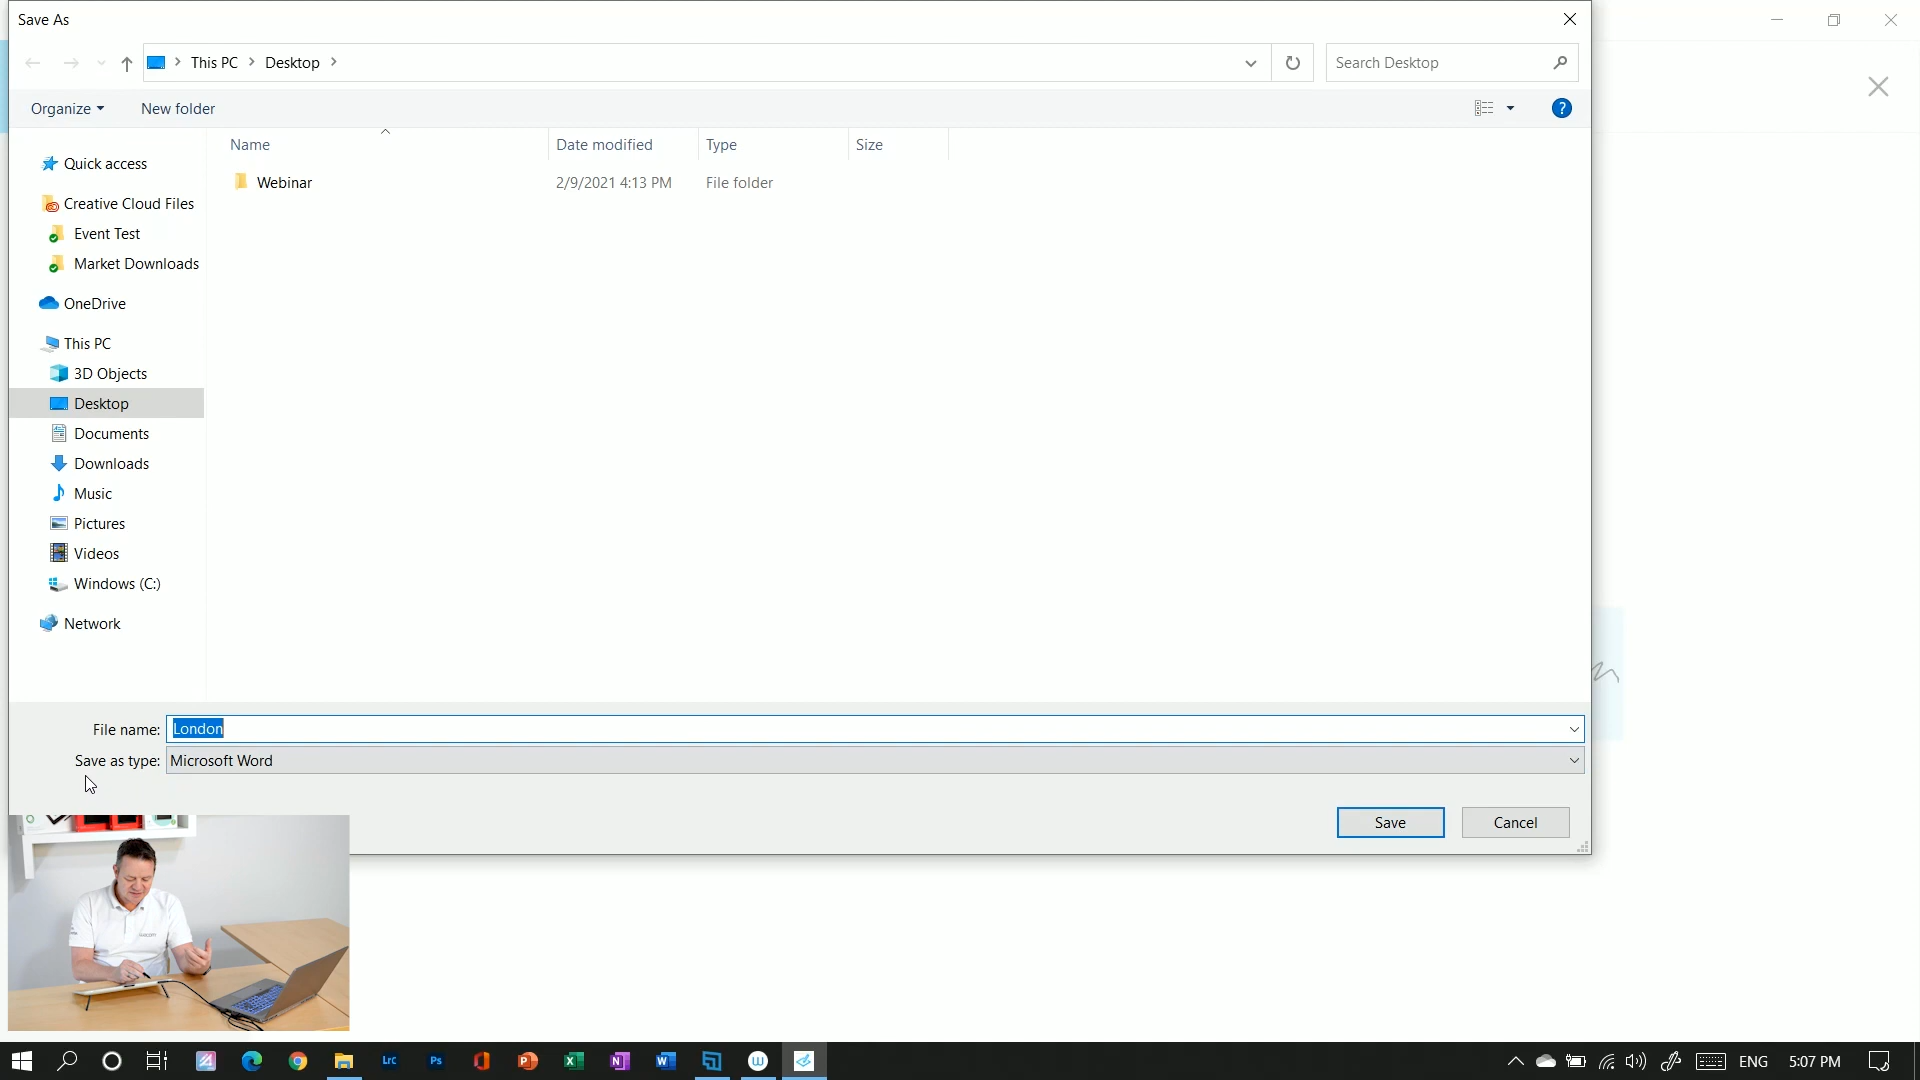 Save As
This PC > Desktop >
Search Desktop
Organize
New folder
?
Name
Date modified
Type
Size
Webinar
2/9/2021 4:13 PM
File folder
Quick access
Creative Cloud Files
Event Test
Market Downloads
OneDrive
This PC
3D Objects
Desktop
Documents
Downloads
Music
Pictures
Videos
Windows (C:)
Network
File name: London
Save as type: Microsoft Word
Save
Cancel
wacom
Lrc
Ps
P
X
N
W
W
ENG
5:07 PM